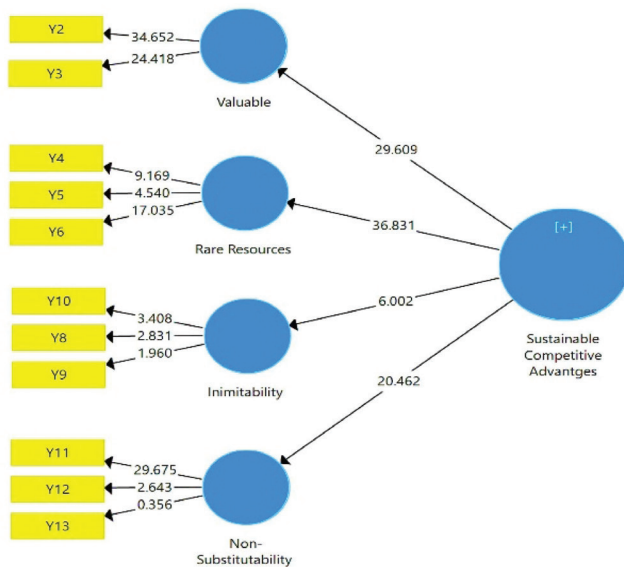 Y2
34.652
24.418
Y3
Valuable
29.609
Y4
9.169
Y5
4.540
Y6
17.035
Rare Resources
36.831
[+]
Y10
3.408
Y8
2.831
Y9
1.960
Inimitability
6.002
Sustainable
Competitive
Advantges
20.462
Y11
29.675
Y12
2.643
Y13
0.356
Non-
Substitutability